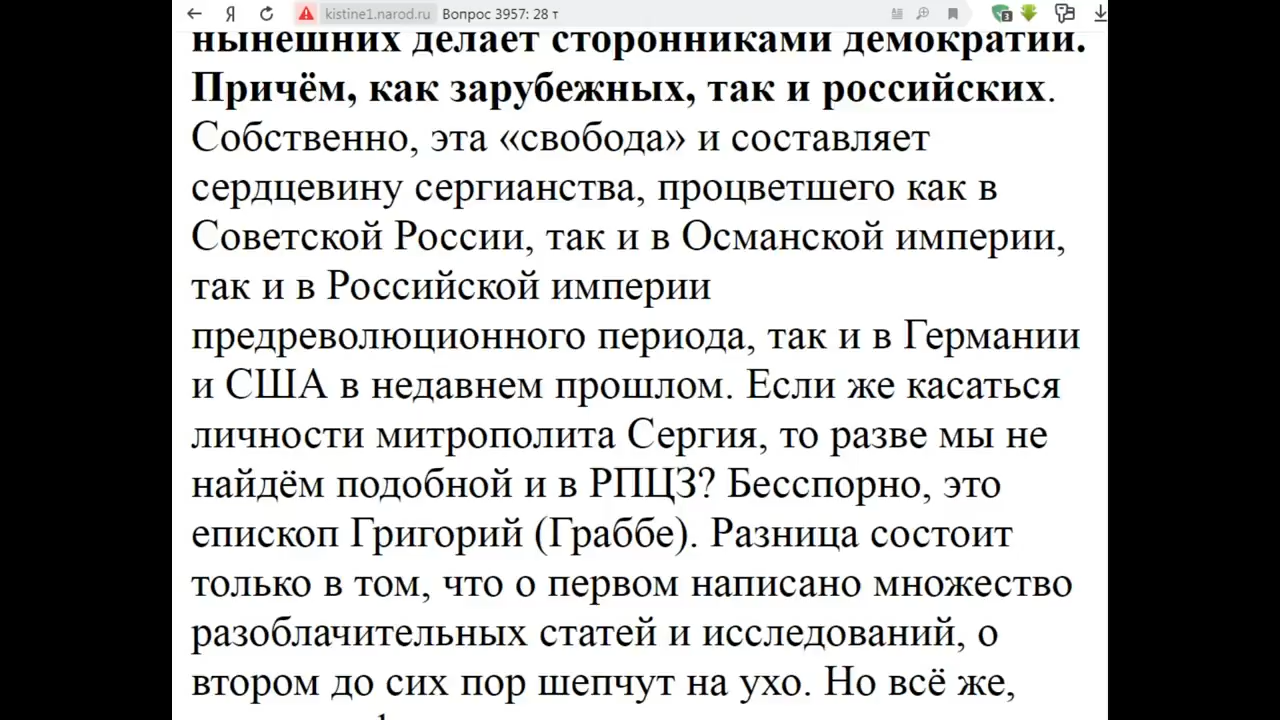 kistine1.narod.ru Вопрос 3957: 28 т
нынешних делает сторонниками демократии.
Причём, как зарубежных, так и российских.
Собственно, эта «свобода» и составляет
сердцевину сергианства, процветшего как в
Советской России, так и в Османской империи,
так и в Российской империи
предреволюционного периода, так и в Германии
и США в недавнем прошлом. Если же касаться
личности митрополита Сергия, то разве мы не
найдём подобной и в РПЦЗ? Бесспорно, это
епископ Григорий (Граббе). Разница состоит
только в том, что о первом написано множество
разоблачительных статей и исследований, о
втором до сих пор шепчут на ухо. Но всё же,